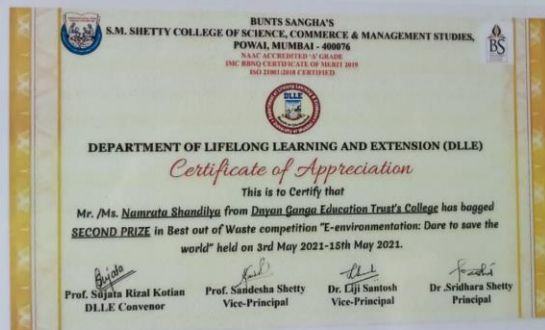 BUNTS SANGHA'S
S.M. SHETTY COLLEGE OF SCIENCE, COMMERCE & MANAGEMENT STUDIES,
POWAI, MUMBAI - 400076
NAAC ACCREDITED 'A' GRADE
IMC RBNQ CERTIFICATE OF MERIT 2019
ISO 21001:2018 CERTIFIED
BS
DLLE
DEPARTMENT OF LIFELONG LEARNING AND EXTENSION (DLLE)
Certificate of Appreciation
This is to Certify that
Mr. /Ms. Namrata Shandilya from Dnyan Ganga Education Trust's College has bagged
SECOND PRIZE in Best out of Waste competition "E-environmentation: Dare to save the
world" held on 3rd May 2021-15th May 2021.
Prof. Sujata Rizal Kotian Prof. Sandesha Shetty Dr. Liji Santosh Dr .Sridhara Shetty
DLLE Convenor Vice-Principal Vice-Principal Principal